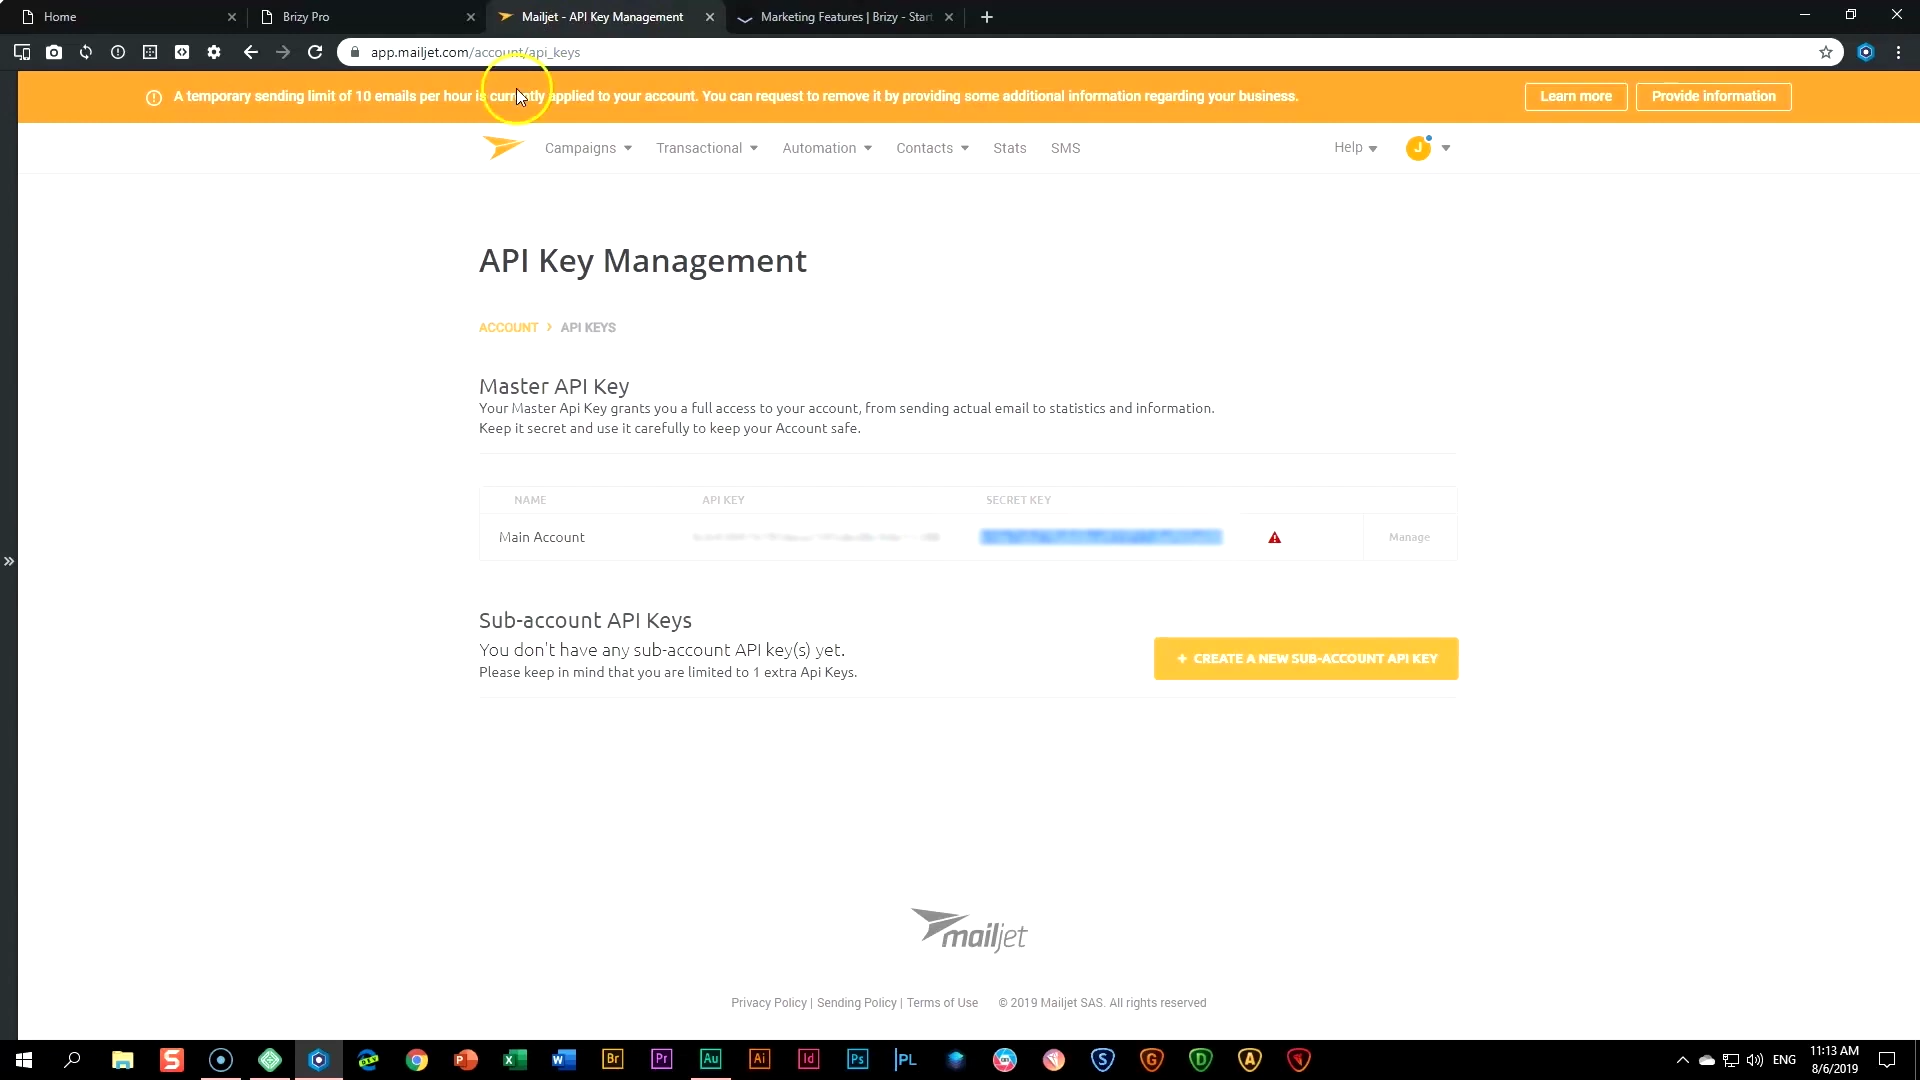 Home
Brizy Pro
Mailjet - API Key Management
Marketing Features | Brizy - Start
app.mailjet.com/account/api_keys
A temporary sending limit of 10 emails per hour is currently applied to your account. You can request to remove it by providing some additional information regarding your business.
Learn more
Provide information
Campaigns
Transactional
Automation
Contacts
Stats
SMS
Help
J
API Key Management
ACCOUNT > API KEYS
Master API Key
Your Master Api Key grants you a full access to your account, from sending actual email to statistics and information.
Keep it secret and use it carefully to keep your Account safe.
NAME
API KEY
SECRET KEY
Main Account
Manage
Sub-account API Keys
You don't have any sub-account API key(s) yet.
Please keep in mind that you are limited to 1 extra Api Keys.
+ CREATE A NEW SUB-ACCOUNT API KEY
mailjet
Privacy Policy | Sending Policy | Terms of Use © 2019 Mailjet SAS. All rights reserved
S
P
X
W
Br
Pr
Au
Ai
Id
Ps
PL
S
G
D
A
ENG
11:13 AM
8/6/2019